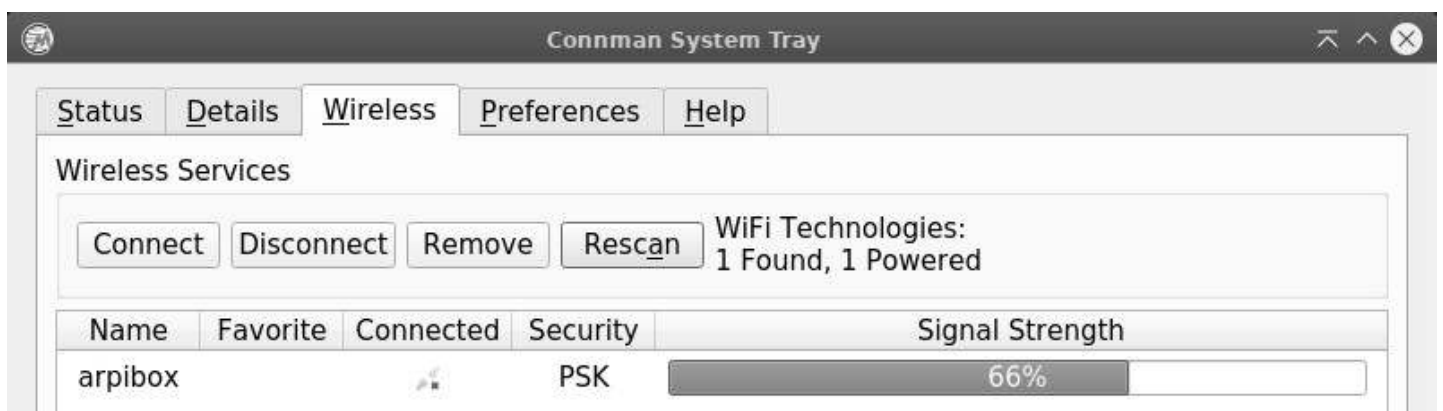 Connman System Tray
Status Details Wireless Preferences Help
Wireless Services
Connect Disconnect Remove Rescan WiFi Technologies:
1 Found, 1 Powered
Name Favorite Connected Security Signal Strength
arpibox PSK 66%